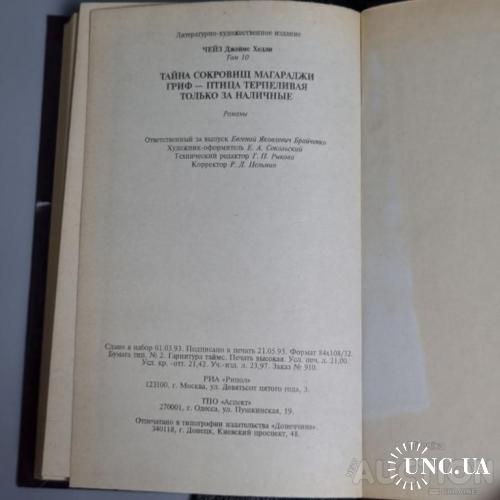 Литературно-художественное издание
ЧЕЙЗ Джеймс Хедли
Том 10
ТАЙНА СОКРОВИЩ МАГАРАДЖИ
ГРИФ — ПТИЦА ТЕРПЕЛИВАЯ
ТОЛЬКО ЗА НАЛИЧНЫЕ
Романы
Ответственный за выпуск Евгений Яковлевич Брайченко
Художник-оформитель Е. А. Сокольский
Технический редактор Г. П. Рыкова
Корректор Р. Д. Цельник
Сдано в набор 01.03.93. Подписано в печать 21.05.93. Формат 84х108/32.
Бумага тип. № 2. Гарнитура таймс. Печать высокая. Усл. печ. л. 21,00.
Усл. кр. -отт. 21,42. Уч.-изд. л. 23,97. Заказ № 910.
РИА «Рипол»
123100, г. Москва, ул. Девятьсот пятого года, 3.
ТПО «Аспект»
270001, г. Одесса, ул. Пушкинская, 19.
Отпечатано в типографии издательства «Донеччина».
340118, г. Донецк, Киевский проспект, 48.
UNC.UA